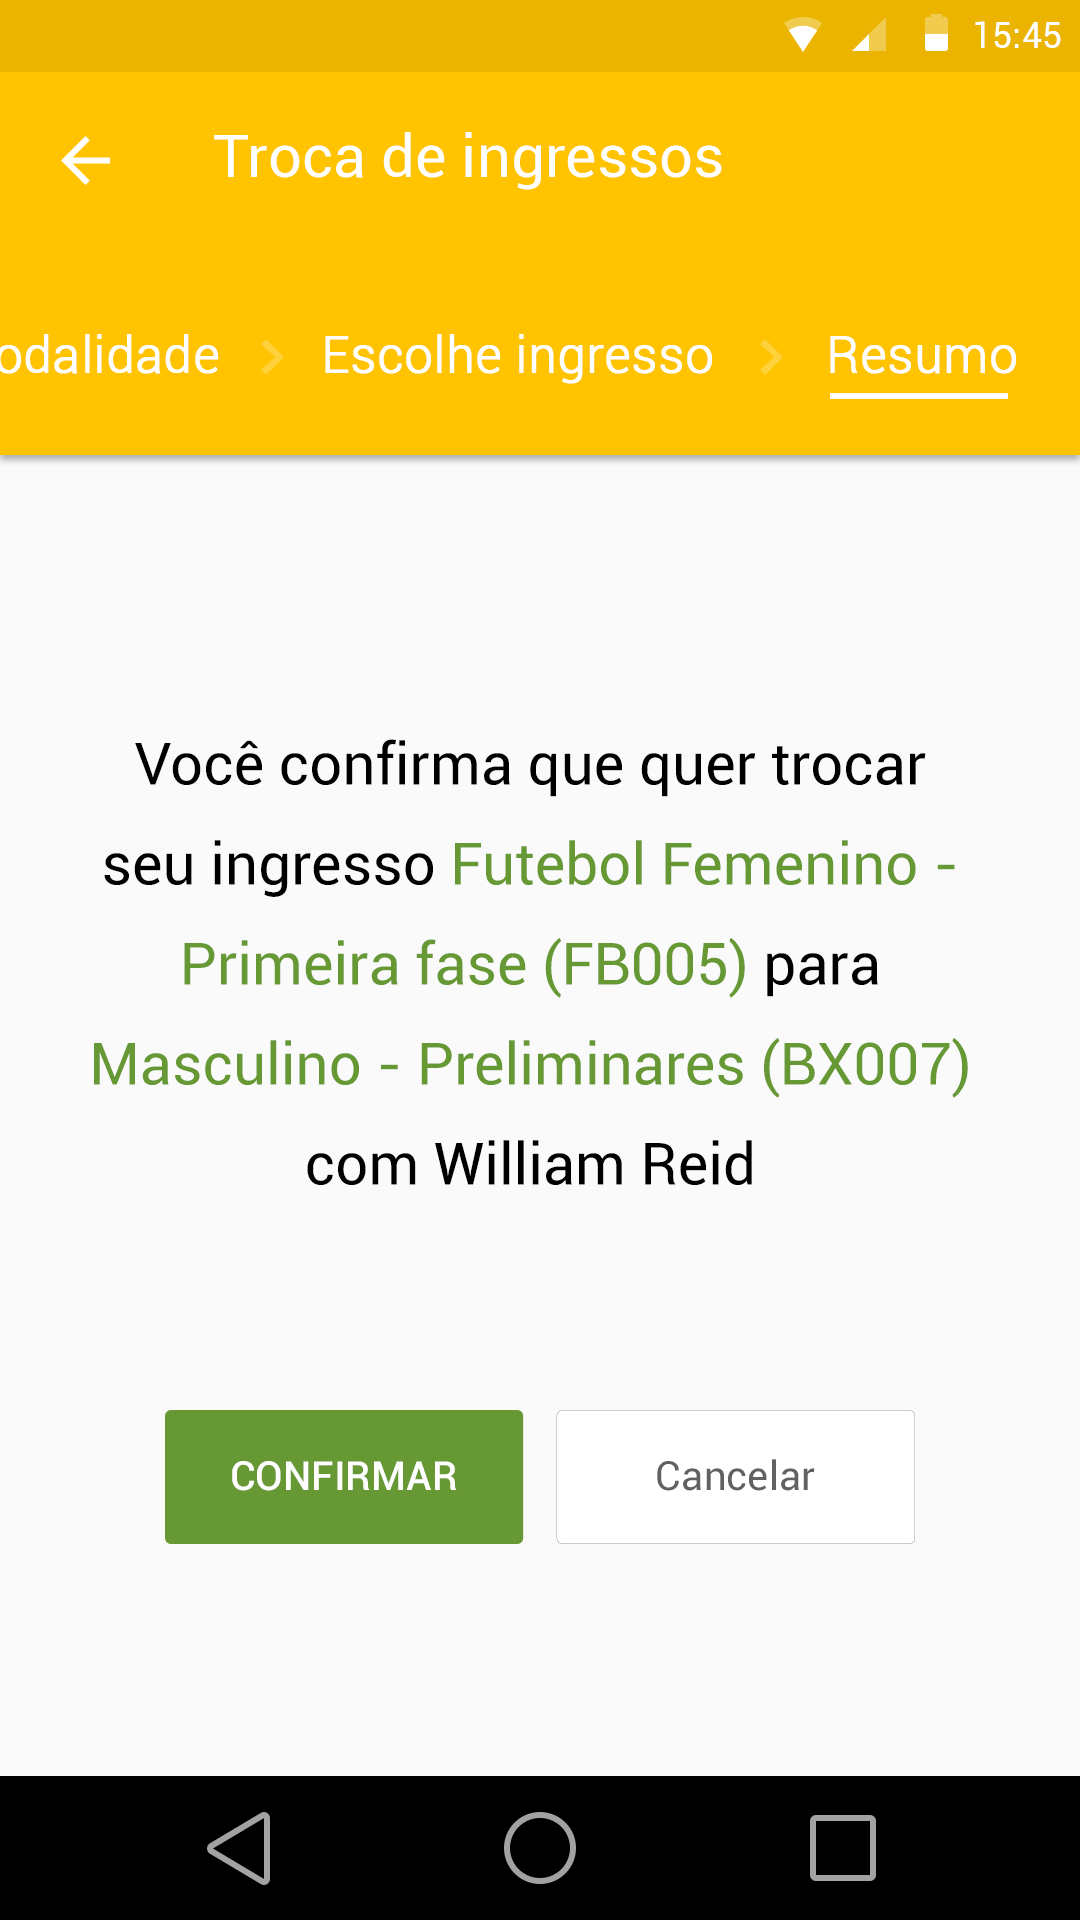 15:45
Troca de ingressos
odalidade > Escolhe ingresso > Resumo
Você confirma que quer trocar
seu ingresso Futebol Femenino -
Primeira fase (FB005) para
Masculino - Preliminares (BX007)
com William Reid
CONFIRMAR Cancelar